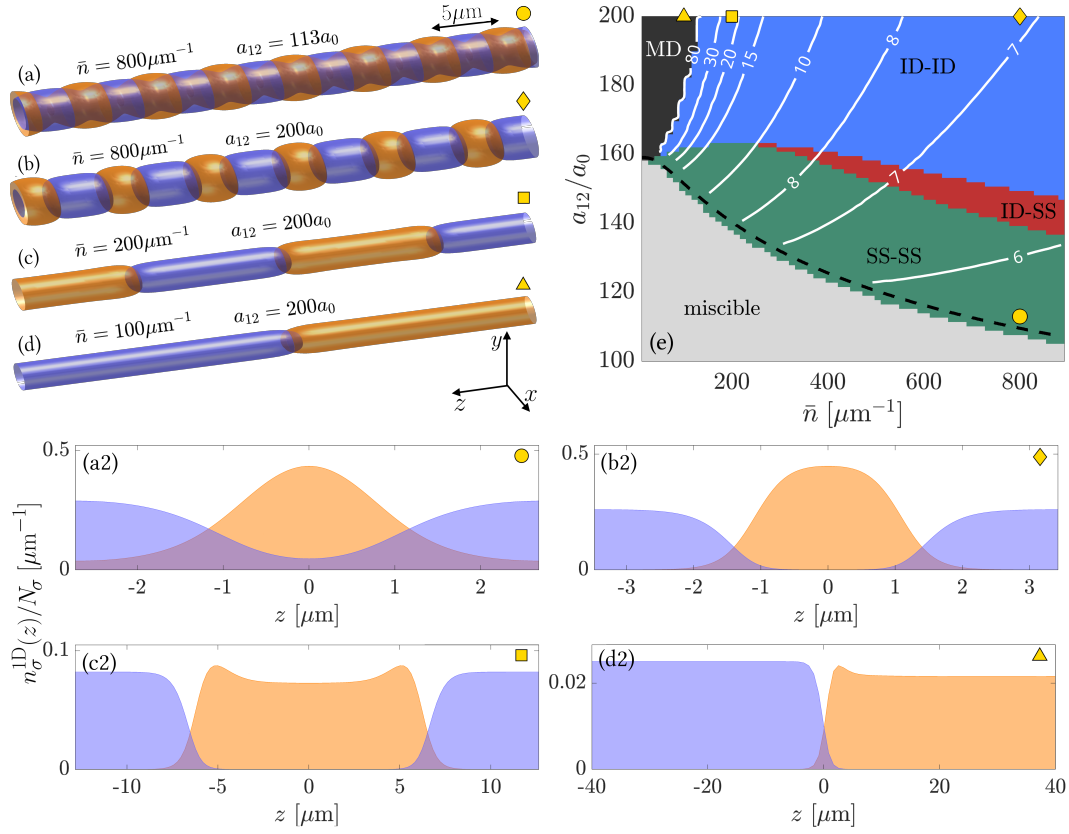 5μm
(a)
n̄ = 800μm⁻¹
a₁₂ = 113a₀
(b)
n̄ = 800μm⁻¹
a₁₂ = 200a₀
(c)
n̄ = 200μm⁻¹
a₁₂ = 200a₀
(d)
n̄ = 100μm⁻¹
a₁₂ = 200a₀
y
z
x
200
180
160
140
120
100
a₁₂/a₀
MD
80
30
20
15
10
8
7
ID-ID
8
7
ID-SS
SS-SS
6
miscible
(e)
200
400
600
800
n̄ [μm⁻¹]
n_σ^1D(z)/N_σ [μm⁻¹]
(a2)
0.5
0
-2
-1
0
1
2
z [μm]
(b2)
0.5
0
-3
-2
-1
0
1
2
3
z [μm]
(c2)
0.1
0
-10
-5
0
5
10
z [μm]
(d2)
0.02
0
-40
-20
0
20
40
z [μm]